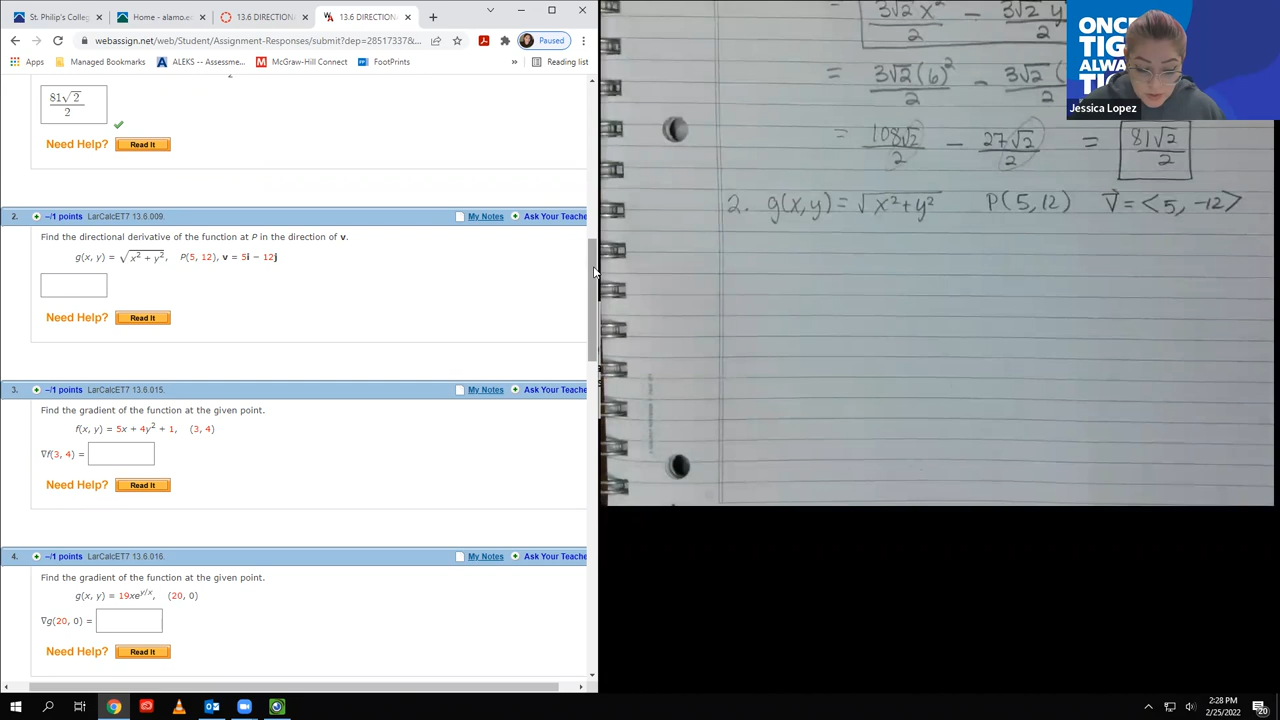 St. Philip's Colleg
Home - alamo.ed
13.6 DIRECTIONA
13.6 DIRECTIONAL
webassign.net/web/Student/Assignment-Responses/submit?dep=28517337&...
Paused
Apps
Managed Bookmarks
ALEKS -- Assessme...
McGraw-Hill Connect
FootPrints
Reading list
2
81√2
2
Need Help? Read It
2. –/1 points LarCalcET7 13.6.009. My Notes Ask Your Teache
Find the directional derivative of the function at P in the direction of v.
g(x, y) = √x² + y², P(5, 12), v = 5i − 12j
Need Help? Read It
3. –/1 points LarCalcET7 13.6.015. My Notes Ask Your Teache
Find the gradient of the function at the given point.
f(x, y) = 5x + 4y² + 1, (3, 4)
∇f(3, 4) =
Need Help? Read It
4. –/1 points LarCalcET7 13.6.016. My Notes Ask Your Teache
Find the gradient of the function at the given point.
g(x, y) = 19xe^y/x, (20, 0)
∇g(20, 0) =
Need Help? Read It
= 3√2 x² / 2 − 3√2 y / 2
= 3√2 (6)² / 2 − 3√2 ( / 2
= 108√2 / 2 − 27√2 / 2 = 81√2 / 2
2. g(x,y) = √x²+y² P(5,12) v⃗ = <5, -12>
ONCE
TIG
ALWA
TIG
Jessica Lopez
2:28 PM
2/25/2022
20